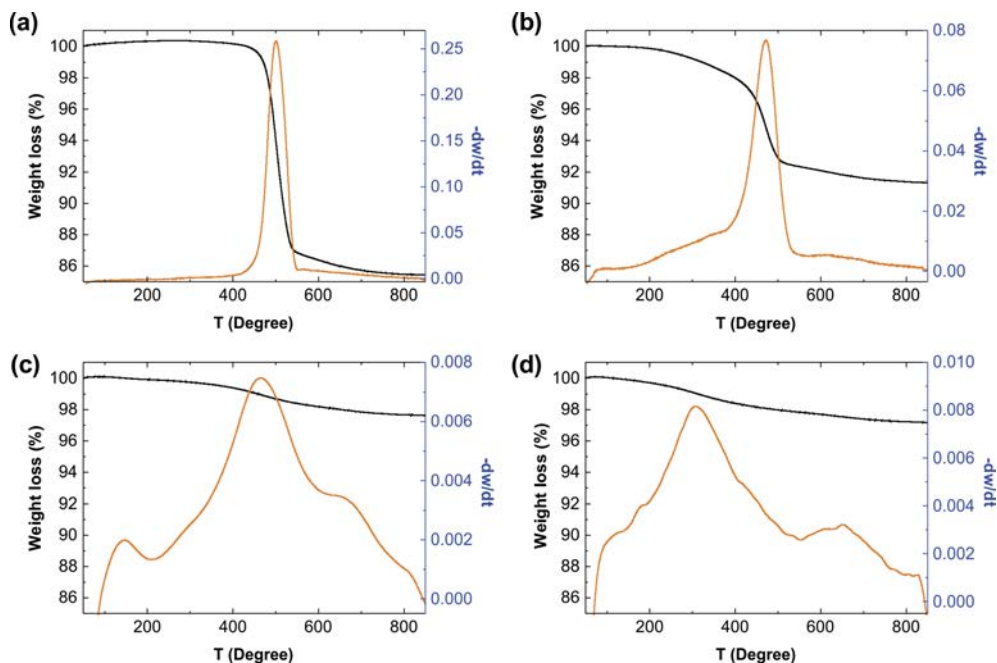 (a)
100
98
96
94
92
90
88
86
Weight loss (%)
0.25
0.20
0.15
0.10
0.05
0.00
-dw/dt
200 400 600 800
T (Degree)
(b)
100
98
96
94
92
90
88
86
Weight loss (%)
0.08
0.06
0.04
0.02
0.00
-dw/dt
200 400 600 800
T (Degree)
(c)
100
98
96
94
92
90
88
86
Weight loss (%)
0.008
0.006
0.004
0.002
0.000
-dw/dt
200 400 600 800
T (Degree)
(d)
100
98
96
94
92
90
88
86
Weight loss (%)
0.010
0.008
0.006
0.004
0.002
0.000
-dw/dt
200 400 600 800
T (Degree)